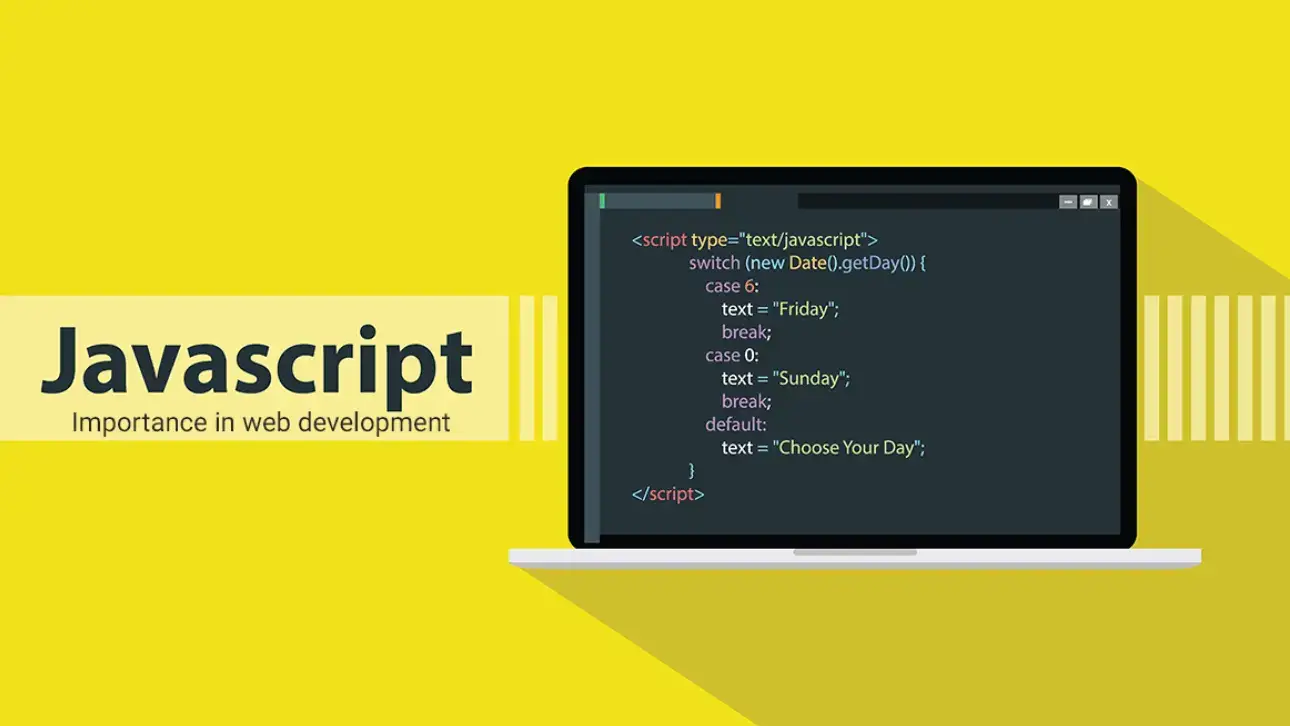 Javascript
Importance in web development
<script type="text/javascript">
switch (new Date().getDay()) {
case 6:
text = "Friday";
break;
case 0:
text = "Sunday";
break;
default:
text = "Choose Your Day";
}
</script>